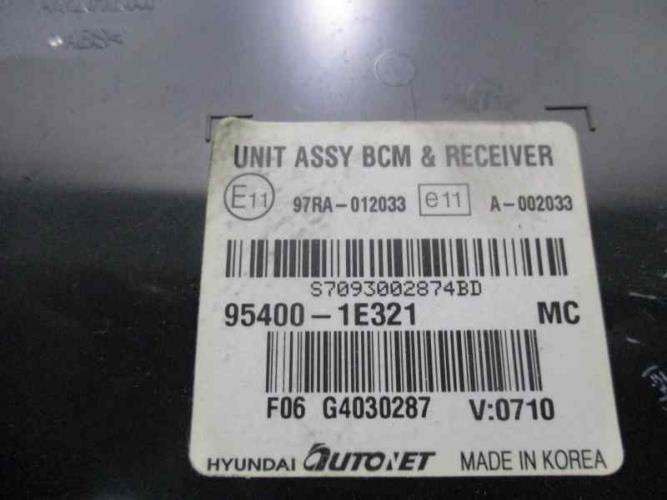 >ABS<
UNIT ASSY BCM & RECEIVER
E11 97RA-012033 e11 A-002033
S7093002874BD
95400-1E321 MC
F06 G4030287 V:0710
HYUNDAI AUTONET MADE IN KOREA